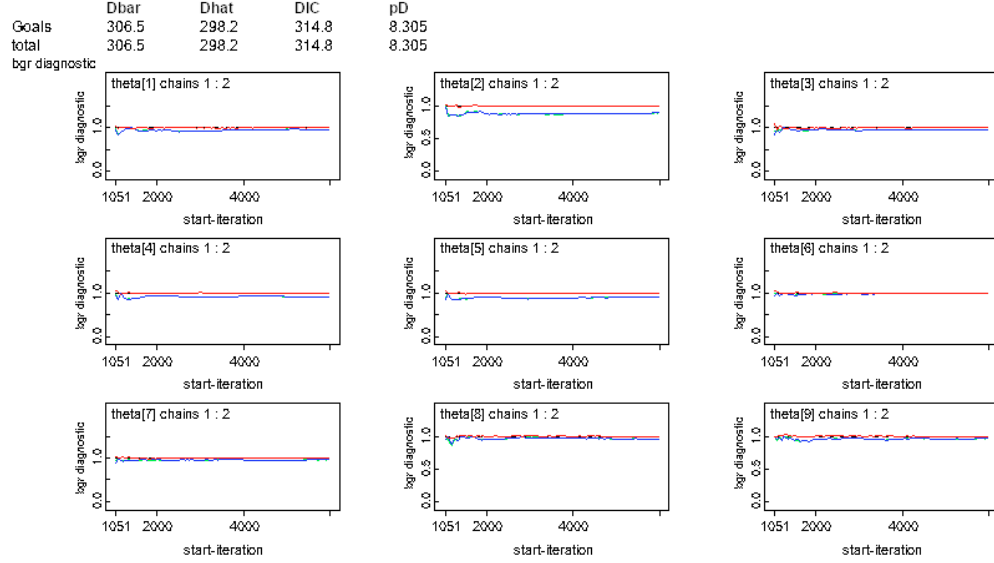 Dbar Dhat DIC pD
Goals 306.5 298.2 314.8 8.305
total 306.5 298.2 314.8 8.305
bgr diagnostic
theta[1] chains 1 : 2
bgr diagnostic
0.0 1.0
1051 2000 4000
start-iteration
theta[2] chains 1 : 2
bgr diagnostic
0.0 0.5 1.0
1051 2000 4000
start-iteration
theta[3] chains 1 : 2
bgr diagnostic
0.0 1.0
1051 2000 4000
start-iteration
theta[4] chains 1 : 2
bgr diagnostic
0.0 1.0
1051 2000 4000
start-iteration
theta[5] chains 1 : 2
bgr diagnostic
0.0 1.0
1051 2000 4000
start-iteration
theta[6] chains 1 : 2
bgr diagnostic
0.0 1.0
1051 2000 4000
start-iteration
theta[7] chains 1 : 2
bgr diagnostic
0.0 1.0
1051 2000 4000
start-iteration
theta[8] chains 1 : 2
bgr diagnostic
0.0 0.5 1.0
1051 2000 4000
start-iteration
theta[9] chains 1 : 2
bgr diagnostic
0.0 0.5 1.0
1051 2000 4000
start-iteration